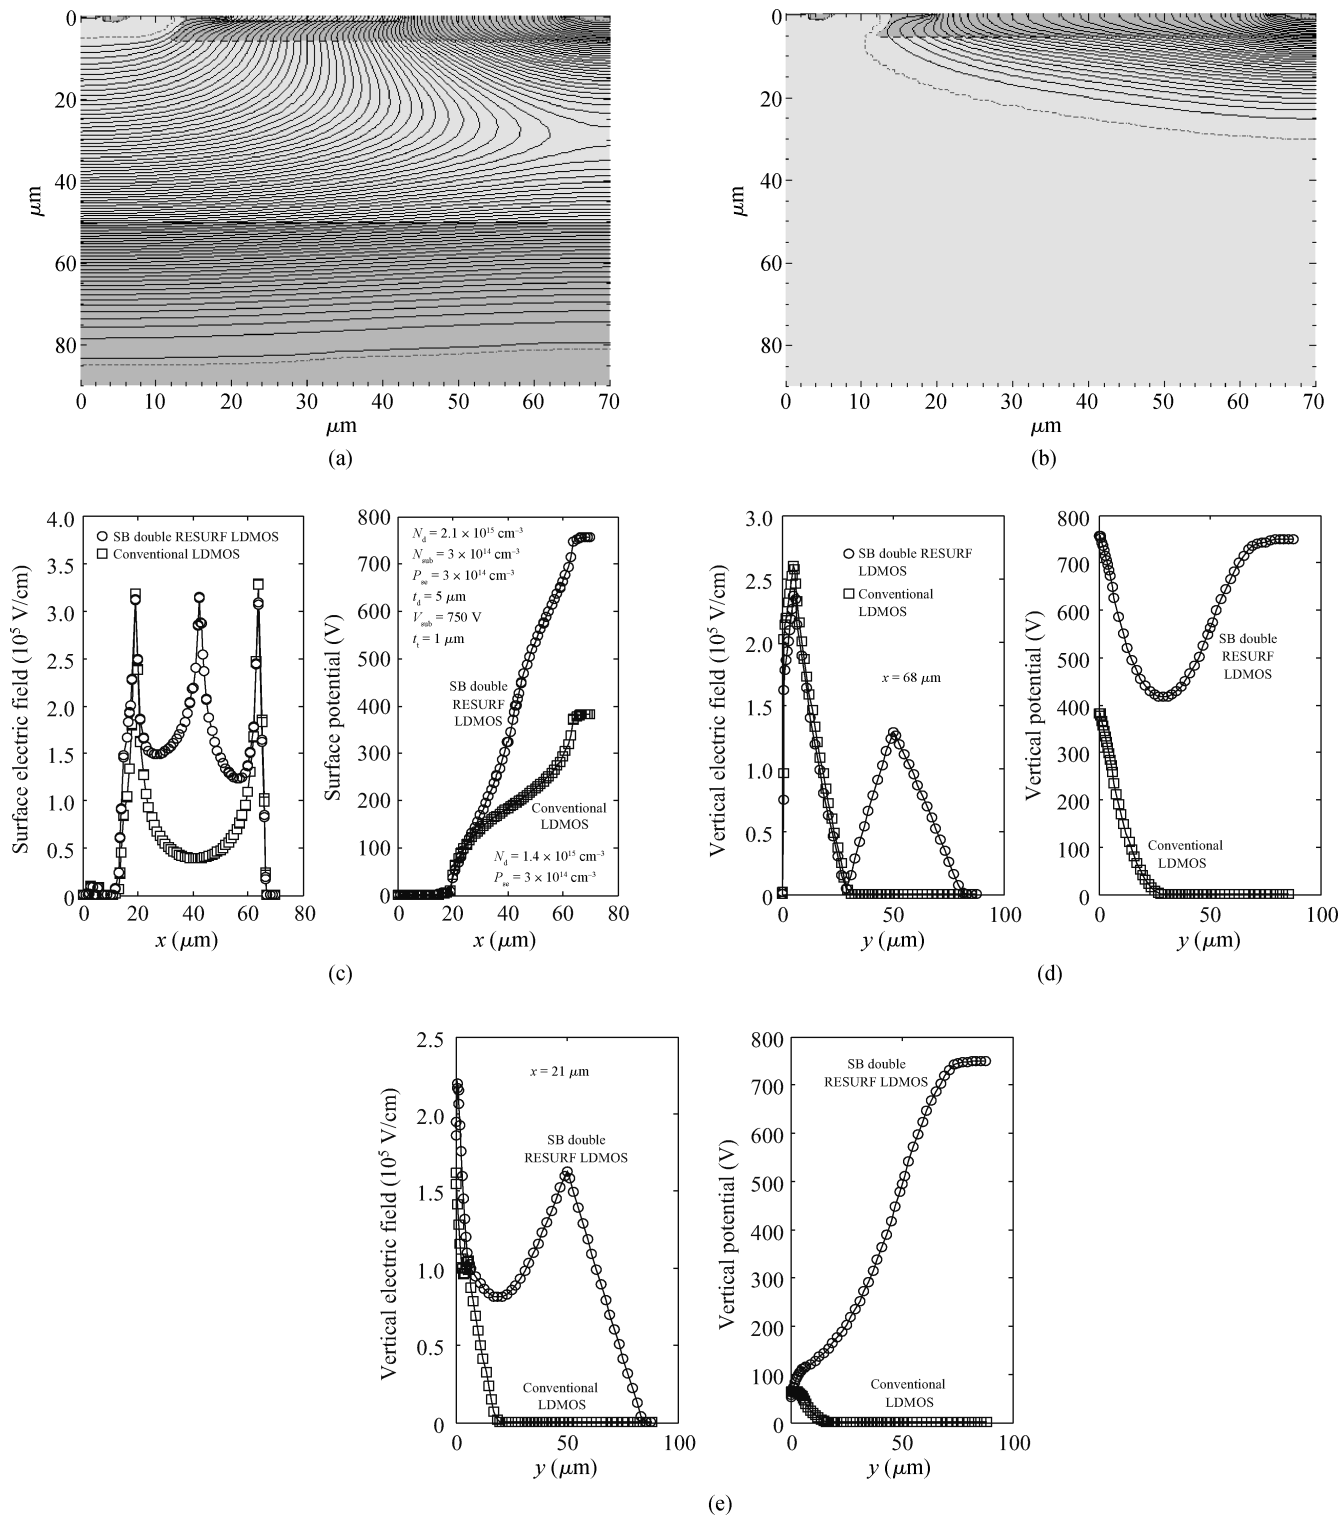 0
20
40
60
80
μm
0 10 20 30 40 50 60 70
μm
(a)
0
20
40
60
80
μm
0 10 20 30 40 50 60 70
μm
(b)
4.0
3.5
3.0
2.5
2.0
1.5
1.0
0.5
0
Surface electric field (10⁵ V/cm)
SB double RESURF LDMOS
Conventional LDMOS
0 20 40 60 80
x (μm)
800
700
600
500
400
300
200
100
0
Surface potential (V)
N_d = 2.1 × 10¹⁵ cm⁻³
N_sub = 3 × 10¹⁴ cm⁻³
P_se = 3 × 10¹⁴ cm⁻³
t_d = 5 μm
V_sub = 750 V
t_t = 1 μm
SB double
RESURF
LDMOS
Conventional
LDMOS
N_d = 1.4 × 10¹⁵ cm⁻³
P_se = 3 × 10¹⁴ cm⁻³
0 20 40 60 80
x (μm)
(c)
3.0
2.5
2.0
1.5
1.0
0.5
0
Vertical electric field (10⁵ V/cm)
SB double RESURF
LDMOS
Conventional
LDMOS
x = 68 μm
0 50 100
y (μm)
800
700
600
500
400
300
200
100
0
Vertical potential (V)
SB double
RESURF
LDMOS
Conventional
LDMOS
0 50 100
y (μm)
(d)
2.5
2.0
1.5
1.0
0.5
0
Vertical electric field (10⁵ V/cm)
x = 21 μm
SB double
RESURF LDMOS
Conventional
LDMOS
0 50 100
y (μm)
800
700
600
500
400
300
200
100
0
Vertical potential (V)
SB double
RESURF LDMOS
Conventional
LDMOS
0 50 100
y (μm)
(e)